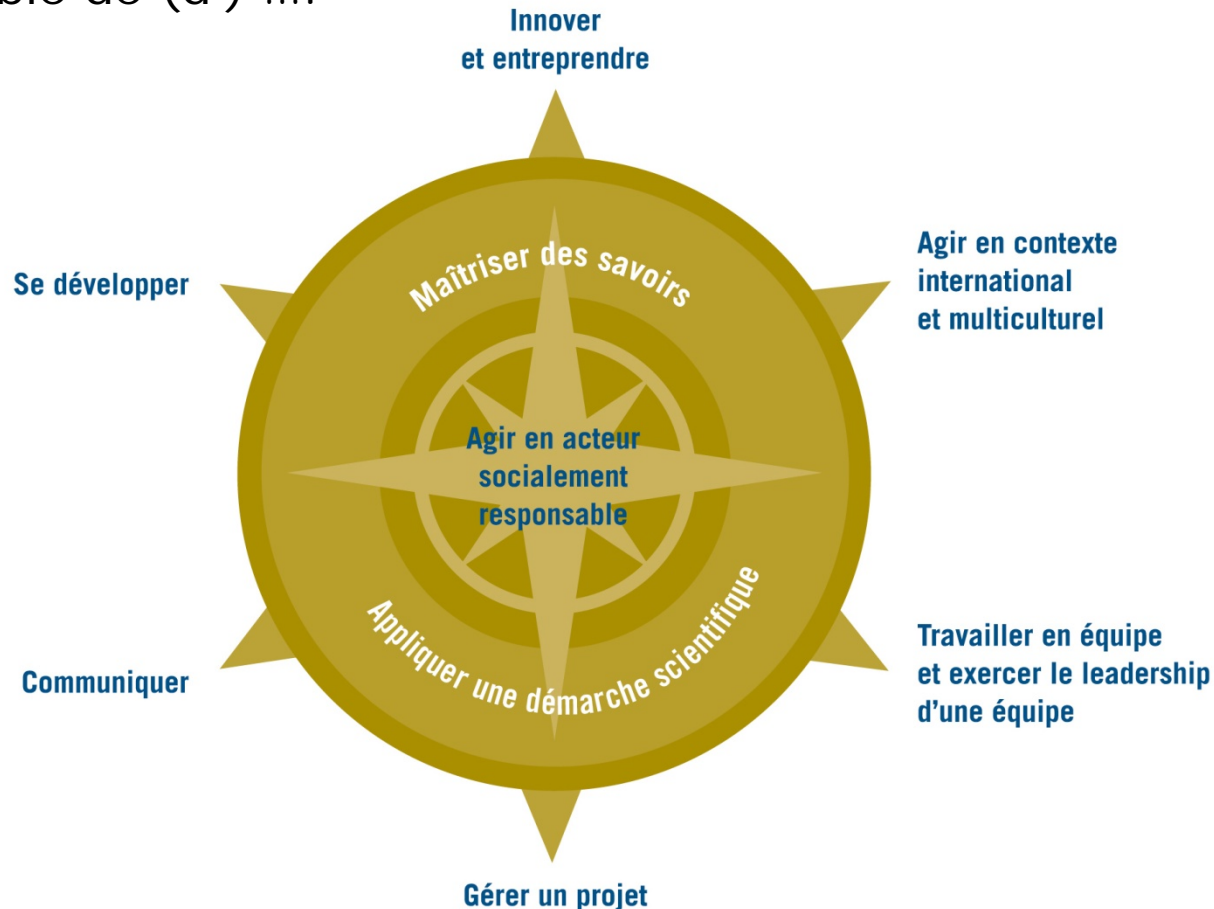 de (d') ....
Innover
et entreprendre
Agir en contexte
international
et multiculturel
Se développer
Maîtriser des savoirs
Agir en acteur
socialement
responsable
Appliquer une démarche scientifique
Travailler en équipe
et exercer le leadership
d'une équipe
Communiquer
Gérer un projet